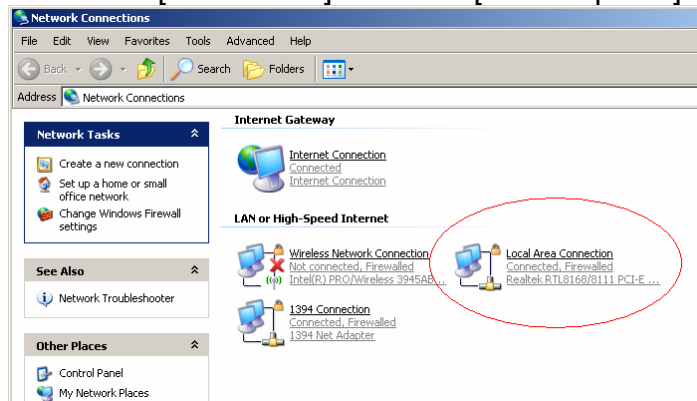 Network Connections
File Edit View Favorites Tools Advanced Help
Back Search Folders
Address Network Connections
Network Tasks
Create a new connection
Set up a home or small
office network
Change Windows Firewall
settings
See Also
Network Troubleshooter
Other Places
Control Panel
My Network Places
Internet Gateway
Internet Connection
Connected
Internet Connection
LAN or High-Speed Internet
Wireless Network Connection
Not connected, Firewalled
Intel(R) PRO/Wireless 3945AB...
Local Area Connection
Connected, Firewalled
Realtek RTL8168/8111 PCI-E ...
1394 Connection
Connected, Firewalled
1394 Net Adapter